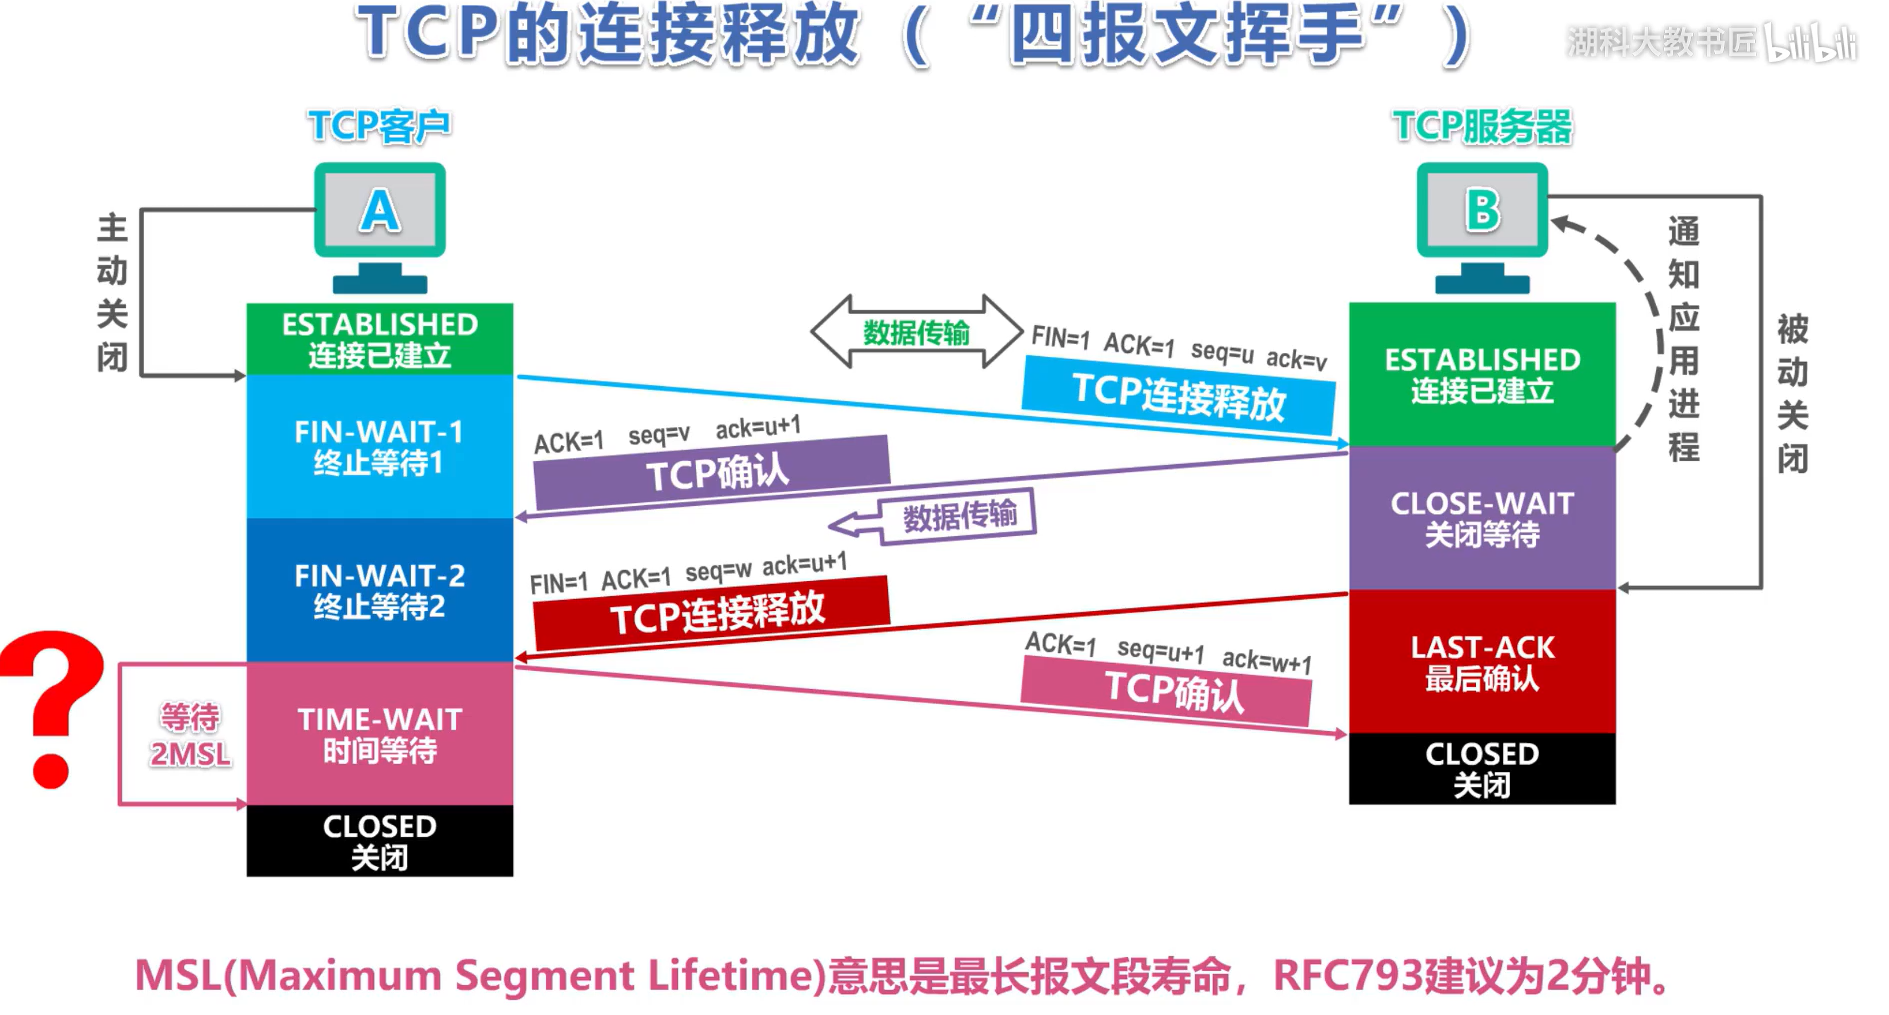 TCP的连接释放（“四报文挥手”）
湖科大教书匠 bilibili
TCP客户
TCP服务器
A
B
主动关闭
通知应用进程
被动关闭
ESTABLISHED
连接已建立
数据传输
FIN=1 ACK=1 seq=u ack=v
TCP连接释放
ESTABLISHED
连接已建立
FIN-WAIT-1
终止等待1
ACK=1 seq=v ack=u+1
TCP确认
数据传输
CLOSE-WAIT
关闭等待
FIN-WAIT-2
终止等待2
FIN=1 ACK=1 seq=w ack=u+1
TCP连接释放
ACK=1 seq=u+1 ack=w+1
TCP确认
LAST-ACK
最后确认
?
等待
2MSL
TIME-WAIT
时间等待
CLOSED
关闭
CLOSED
关闭
MSL(Maximum Segment Lifetime)意思是最长报文段寿命，RFC793建议为2分钟。